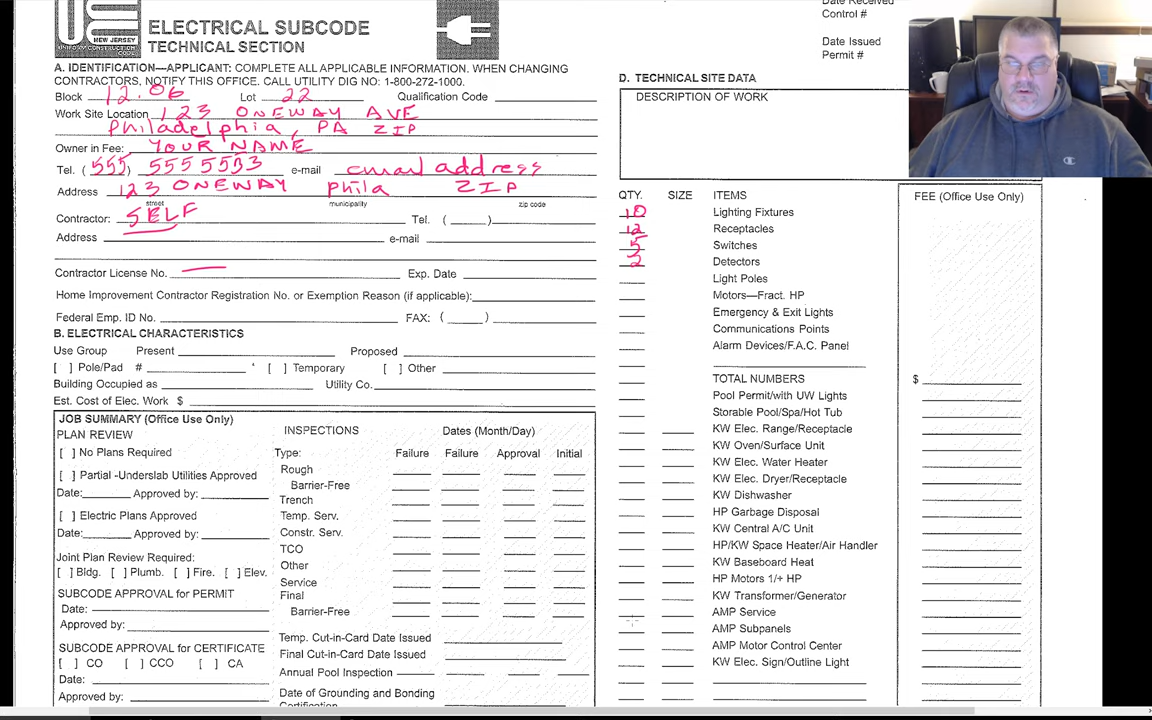 NEW JERSEY
UNIFORM CONSTRUCTION CODE
ELECTRICAL SUBCODE
TECHNICAL SECTION
A. IDENTIFICATION—APPLICANT: COMPLETE ALL APPLICABLE INFORMATION. WHEN CHANGING
CONTRACTORS, NOTIFY THIS OFFICE. CALL UTILITY DIG NO: 1-800-272-1000.
Block 12.06 Lot 22 Qualification Code
Work Site Location 123 ONEWAY AVE
Philadelphia, PA ZIP
Owner in Fee: YOUR NAME
Tel. (555) 555 5533 e-mail email address
Address 123 ONEWAY Phila ZIP
street municipality zip code
Contractor: SELF Tel. ( )
Address e-mail
Contractor License No. Exp. Date
Home Improvement Contractor Registration No. or Exemption Reason (if applicable):
Federal Emp. ID No. FAX: ( )
B. ELECTRICAL CHARACTERISTICS
Use Group Present Proposed
[ ] Pole/Pad # * [ ] Temporary [ ] Other
Building Occupied as Utility Co.
Est. Cost of Elec. Work $
JOB SUMMARY (Office Use Only)
PLAN REVIEW
[ ] No Plans Required
[ ] Partial -Underslab Utilities Approved
Date: Approved by:
[ ] Electric Plans Approved
Date: Approved by:
Joint Plan Review Required:
[ ] Bldg. [ ] Plumb. [ ] Fire. [ ] Elev.
SUBCODE APPROVAL for PERMIT
Date:
Approved by:
SUBCODE APPROVAL for CERTIFICATE
[ ] CO [ ] CCO [ ] CA
Date:
Approved by:
INSPECTIONS Dates (Month/Day)
Type: Failure Failure Approval Initial
Rough
Barrier-Free
Trench
Temp. Serv.
Constr. Serv.
TCO
Other
Service
Final
Barrier-Free
Temp. Cut-in-Card Date Issued
Final Cut-in-Card Date Issued
Annual Pool Inspection
Date of Grounding and Bonding
Certification
Date Received
Control #
Date Issued
Permit #
D. TECHNICAL SITE DATA
DESCRIPTION OF WORK
QTY. SIZE ITEMS FEE (Office Use Only)
10 Lighting Fixtures
12 Receptacles
5 Switches
2 Detectors
Light Poles
Motors—Fract. HP
Emergency & Exit Lights
Communications Points
Alarm Devices/F.A.C. Panel
TOTAL NUMBERS $
Pool Permit/with UW Lights
Storable Pool/Spa/Hot Tub
KW Elec. Range/Receptacle
KW Oven/Surface Unit
KW Elec. Water Heater
KW Elec. Dryer/Receptacle
KW Dishwasher
HP Garbage Disposal
KW Central A/C Unit
HP/KW Space Heater/Air Handler
KW Baseboard Heat
HP Motors 1/+ HP
KW Transformer/Generator
AMP Service
AMP Subpanels
AMP Motor Control Center
KW Elec. Sign/Outline Light